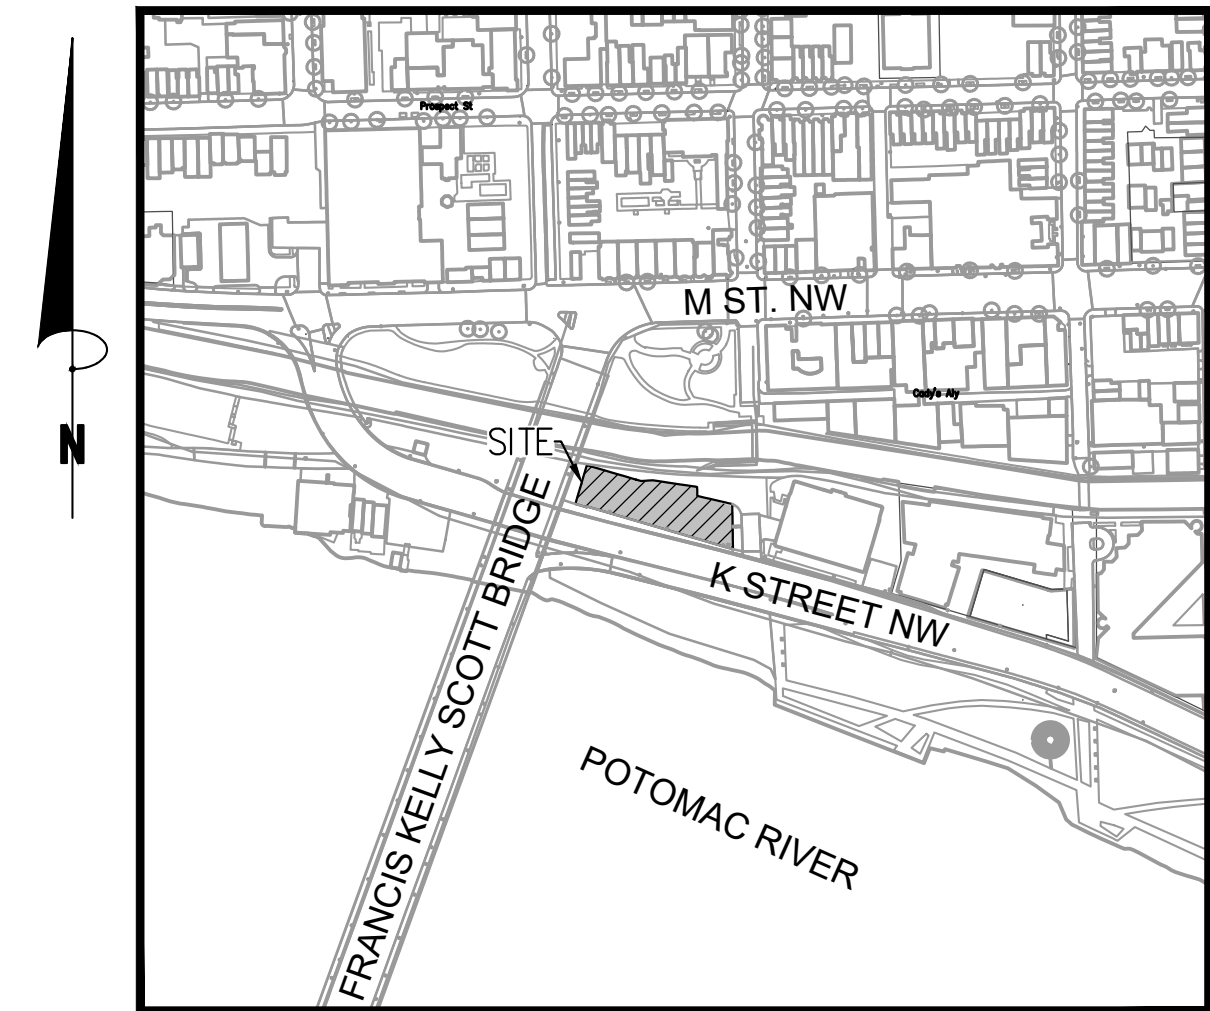 Prospect St
M ST. NW
Cady's Aly
N
SITE
K STREET NW
FRANCIS KELLY SCOTT BRIDGE
POTOMAC RIVER